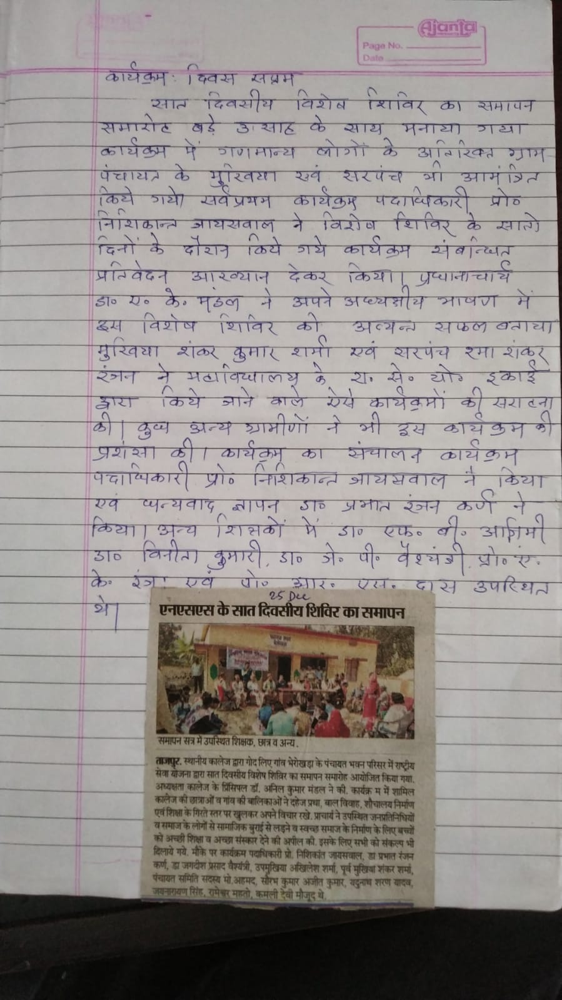 Ajanta
Page No.
Date
कार्यक्रम : दिवस सप्तम
सात दिवसीय विशेष शिविर का समापन
समारोह बड़े उत्साह के साथ मनाया गया
कार्यक्रम में गणमान्य लोगों के अतिरिक्त ग्राम
पंचायत के मुखिया एवं सरपंच भी आमंत्रित
किये गये। सर्वप्रथम कार्यक्रम पदाधिकारी प्रो०
निशिकान्त जायसवाल ने विशेष शिविर के सातो
दिनों के दौरान किये गये कार्यक्रम संबन्धित
प्रतिवेदन आख्यान देकर किया। प्रधानाचार्य
डा० ए० के० मंडल ने अपने अध्यक्षीय भाषण में
इस विशेष शिविर को अत्यन्त सफल बताया
मुखिया शंकर कुमार शर्मा एवं सरपंच रमा शंकर
रंजन ने महाविद्यालय के रा० से० यो० इकाई
द्वारा किये जाने वाले ऐसे कार्यक्रमों की सराहना
की। कुछ अन्य ग्रामीणों ने भी इस कार्यक्रम की
प्रशंसा की। कार्यक्रम का संचालन कार्यक्रम
पदाधिकारी प्रो० निशिकान्त जायसवाल ने किया
एवं धन्यवाद ज्ञापन डा० प्रभात रंजन कर्ण ने
किया। अन्य शिक्षकों में डा० एफ० बी०
डा० विनीता कुमारी, डा० जे० पी० वैश्यंत्री, प्रो० ए.
के० एवं प्रो० आर. एस. दास उपस्थित
थे।
25 Dec
एनएसएस के सात दिवसीय शिविर का समापन
समापन सत्र में उपस्थित शिक्षक, छात्र व अन्य.
ताजपुर. स्थानीय कालेज द्वारा गोद लिए गांव भेरोखड़ा के पंचायत भवन परिसर में राष्ट्रीय
सेवा योजना द्वारा सात दिवसीय विशेष शिविर का समापन समारोह आयोजित किया गया.
अध्यक्षता कालेज के प्रिंसिपल डॉ. अनिल कुमार मंडल ने की. कार्यक्र म में शामिल
कालेज की छात्राओं व गांव की बालिकाओं ने दहेज प्रथा, बाल विवाह, शौचालय निर्माण
एवं शिक्षा के गिरते स्तर पर खुलकर अपने विचार रखे. प्राचार्य ने उपस्थित जनप्रतिनिधियों
व समाज के लोगों से सामाजिक बुराई से लड़ने व स्वच्छ समाज के निर्माण के लिए बच्चों
को अच्छी शिक्षा व अच्छा संस्कार देने की अपील की. इसके लिए सभी को संकल्प भी
दिलाये गये. मौके पर कार्यक्रम पदाधिकारी प्रो. निशिकांत जायसवाल, डा प्रभात रंजन
कर्ण, डा जगदीश प्रसाद वैश्यंत्री, उपमुखिया अखिलेश शर्मा, पूर्व मुखिया शंकर शर्मा,
पंचायत समिति सदस्य मो.अहमद, सौरभ कुमार अजीत कुमार, यदुनाथ शरण यादव,
जयनारायण सिंह, रामेश्वर महतो, कमली देवी मौजूद थे.